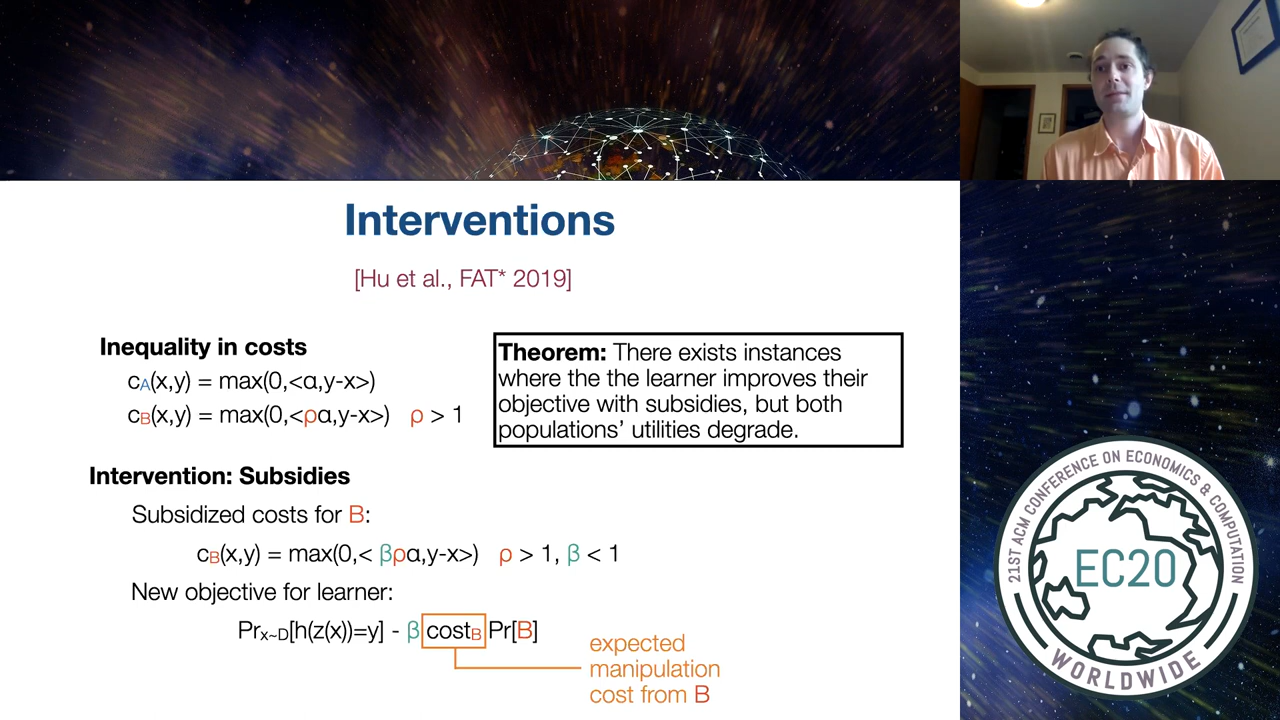 Interventions
[Hu et al., FAT* 2019]
Inequality in costs
cA(x,y) = max(0,<α,y-x>)
cB(x,y) = max(0,<ρα,y-x>) ρ > 1
Theorem: There exists instances
where the the learner improves their
objective with subsidies, but both
populations’ utilities degrade.
Intervention: Subsidies
Subsidized costs for B:
cB(x,y) = max(0,< βρα,y-x>) ρ > 1, β < 1
New objective for learner:
Prx~D[h(z(x))=y] - β costB Pr[B]
expected
manipulation
cost from B
21ST ACM CONFERENCE ON ECONOMICS & COMPUTATION
EC20
WORLDWIDE